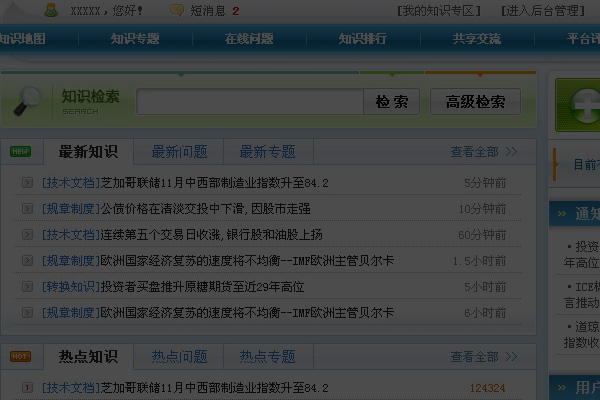 XXXXX，您好! 短消息 2 [我的知识专区] [进入后台管理]
知识地图 知识专题 在线问题 知识排行 共享交流 平台评
知识检索 SEARCH 检 索 高级检索
NEW 最新知识 最新问题 最新专题 查看全部 >>
[技术文档]芝加哥联储11月中西部制造业指数升至84.2 5分钟前
[规章制度]公债价格在清淡交投中下滑,因股市走强 10分钟前
[技术文档]连续第五个交易日收涨,银行股和油股上扬 60分钟前
[规章制度]欧洲国家经济复苏的速度将不均衡--IMF欧洲主管贝尔卡 1.5小时前
[转换知识]投资者买盘推升原糖期货至近29年高位 5小时前
[规章制度]欧洲国家经济复苏的速度将不均衡--IMF欧洲主管贝尔卡 6小时前
HOT 热点知识 热点问题 热点专题 查看全部 >>
1 [技术文档]芝加哥联储11月中西部制造业指数升至84.2 124324
目前不
>> 通知
·投资
年高位
·ICE棉
言推动
·道琼
指数收
>> 用户